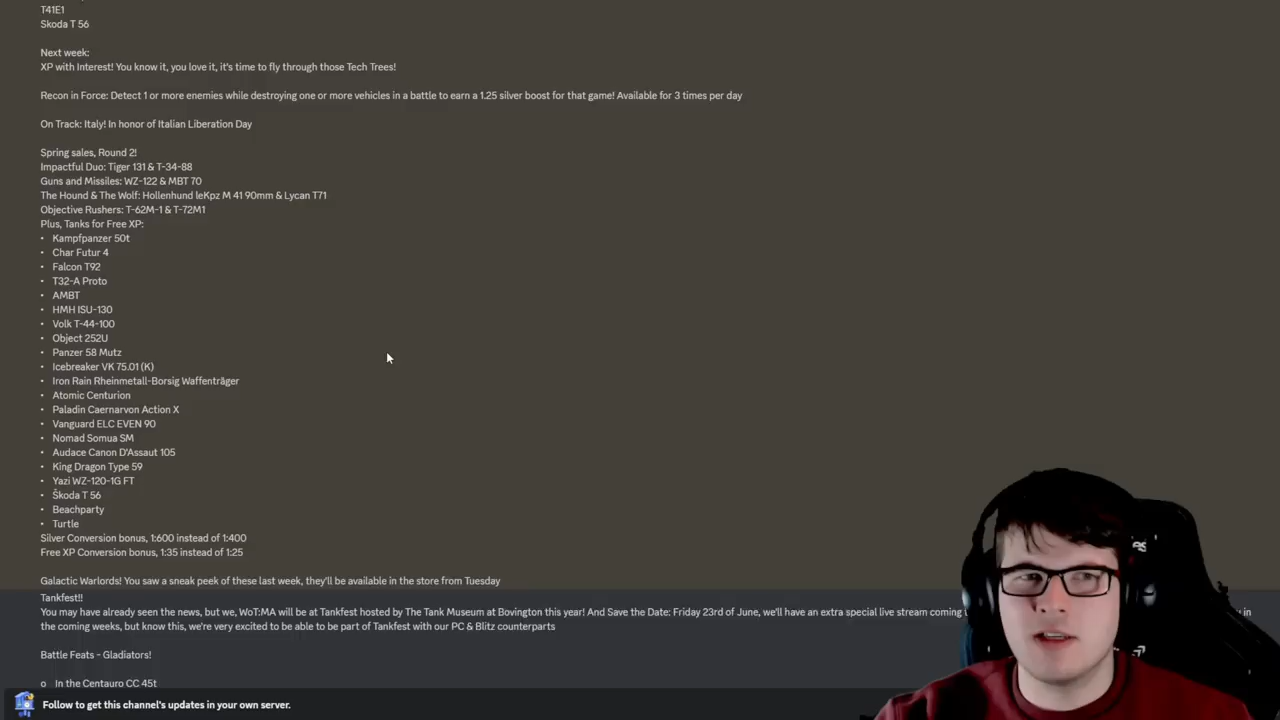 T41E1
Skoda T 56
Next week:
XP with Interest! You know it, you love it, it's time to fly through those Tech Trees!
Recon in Force: Detect 1 or more enemies while destroying one or more vehicles in a battle to earn a 1.25 silver boost for that game! Available for 3 times per day
On Track: Italy! In honor of Italian Liberation Day
Spring sales, Round 2!
Impactful Duo: Tiger 131 & T-34-88
Guns and Missiles: WZ-122 & MBT 70
The Hound & The Wolf: Hollenhund leKpz M 41 90mm & Lycan T71
Objective Rushers: T-62M-1 & T-72M1
Plus, Tanks for Free XP:
• Kampfpanzer 50t
• Char Futur 4
• Falcon T92
• T32-A Proto
• AMBT
• HMH ISU-130
• Volk T-44-100
• Object 252U
• Panzer 58 Mutz
• Icebreaker VK 75.01 (K)
• Iron Rain Rheinmetall-Borsig Waffenträger
• Atomic Centurion
• Paladin Caernarvon Action X
• Vanguard ELC EVEN 90
• Nomad Somua SM
• Audace Canon D'Assaut 105
• King Dragon Type 59
• Yazi WZ-120-1G FT
• Škoda T 56
• Beachparty
• Turtle
Silver Conversion bonus, 1:600 instead of 1:400
Free XP Conversion bonus, 1:35 instead of 1:25
Galactic Warlords! You saw a sneak peek of these last week, they'll be available in the store from Tuesday
Tankfest!!
You may have already seen the news, but we, WoT:MA will be at Tankfest hosted by The Tank Museum at Bovington this year! And Save the Date: Friday 23rd of June, we'll have an extra special live stream coming in
the coming weeks, but know this, we're very excited to be able to be part of Tankfest with our PC & Blitz counterparts
Battle Feats - Gladiators!
o In the Centauro CC 45t
Follow to get this channel's updates in your own server.